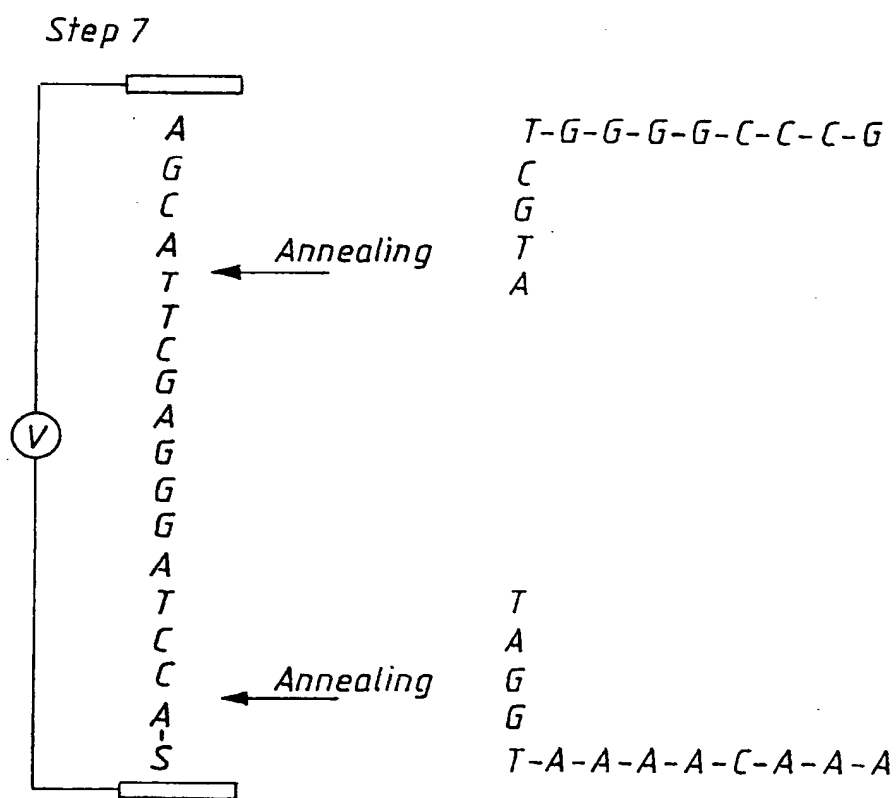 Step 7
A T-G-G-G-G-C-C-C-G
G C
C G
A Annealing T
T A
T
C
G
A
V
G
G
G
A
T T
C A
C Annealing G
A G
S T-A-A-A-A-C-A-A-A